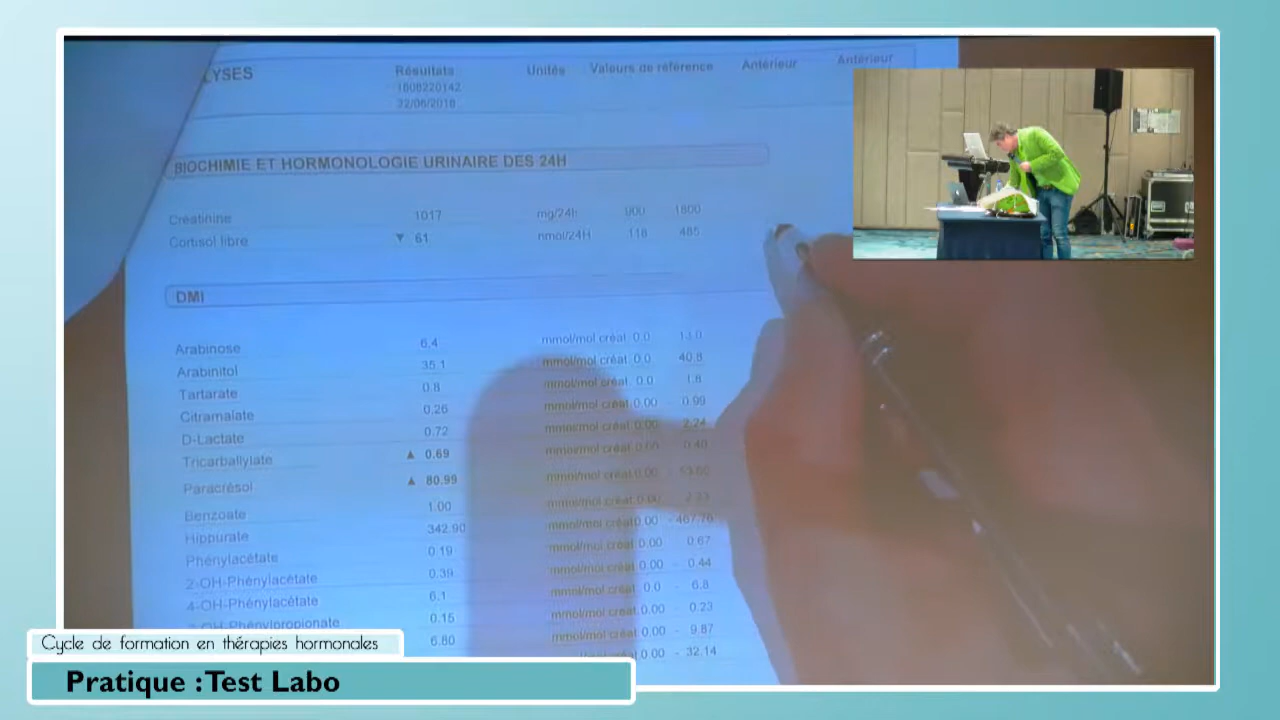 LYSES Résultats Unités Valeurs de référence Antérieur Antérieur
1808220142
22/08/2018
BIOCHIMIE ET HORMONOLOGIE URINAIRE DES 24H
Créatinine 1017 mg/24h 900 1800
Cortisol libre ▼ 61 nmol/24H 118 485
DMI
Arabinose 6.4 mmol/mol créat 0.0 13.0
Arabinitol 35.1 mmol/mol créat 0.0 40.8
Tartarate 0.8 mmol/mol créat. 0.0 1.8
Citramalate 0.26 mmol/mol créat. 0.00 - 0.99
D-Lactate 0.72 mmol/mol créat. 0.00 - 2.24
Tricarballylate ▲ 0.69 mmol/mol créat 0.00
Paracrésol ▲ 80.99 mmol/mol créat 0.00
Benzoate 1.00 mmol/mol créat 0.00
Hippurate 342.90 mmol/mol créat 0.00 - 467.76
Phénylacétate 0.19 mmol/mol créat 0.00 0.67
2-OH-Phénylacétate 0.39 mmol/mol créat 0.00 - 0.44
4-OH-Phénylacétate 6.1 mmol/mol créat 0.0 - 6.8
OH-Phénylpropionate 0.15 mmol/mol créat 0.00 - 0.23
6.80 mmol/mol créat 0.00 - 9.87
0.00 - 32.14
Cycle de formation en thérapies hormonales
Pratique : Test Labo